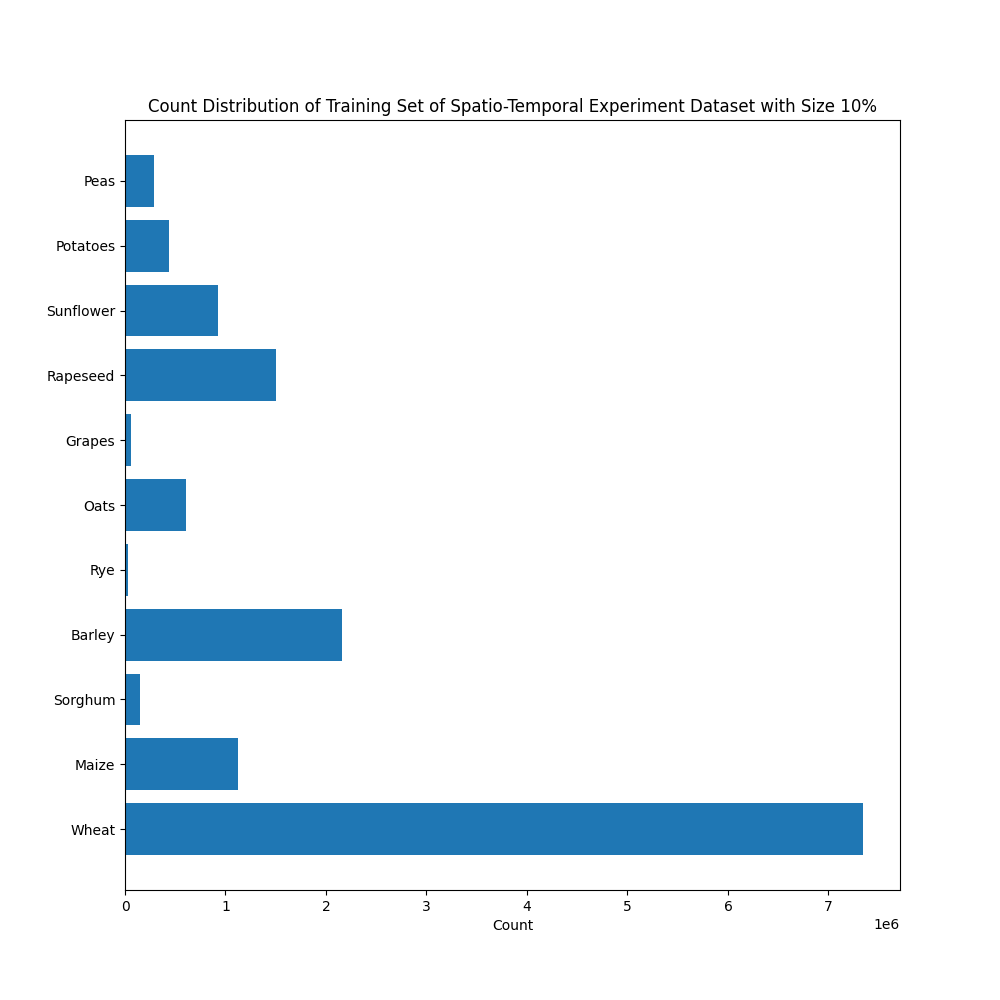 Count Distribution of Training Set of Spatio-Temporal Experiment Dataset with Size 10%
Peas
Potatoes
Sunflower
Rapeseed
Grapes
Oats
Rye
Barley
Sorghum
Maize
Wheat
0 1 2 3 4 5 6 7
1e6
Count